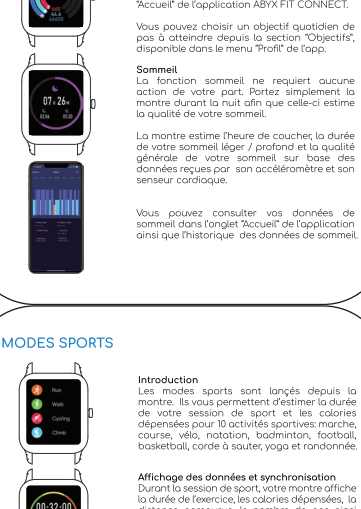 "Accueil" de l'application ABYX FIT CONNECT.
Vous pouvez choisir un objectif quotidien de
pas à atteindre depuis la section "Objectifs",
disponible dans le menu "Profil" de l'app.
Sommeil
La fonction sommeil ne requiert aucune
action de votre part. Portez simplement la
montre durant la nuit afin que celle-ci estime
la qualité de votre sommeil.
07H 26M
La montre estime l'heure de coucher, la durée
de votre sommeil léger / profond et la qualité
générale de votre sommeil sur base des
données reçues par son accéléromètre et son
senseur cardiaque.
Vous pouvez consulter vos données de
sommeil dans l'onglet "Accueil" de l'application
ainsi que l'historique des données de sommeil.
MODES SPORTS
Run
Walk
Cycling
Climb
Introduction
Les modes sports sont lançés depuis la
montre. Ils vous permettent d'estimer la durée
de votre session de sport et les calories
dépensées pour 10 activités sportives: marche,
course, vélo, natation, badminton, football,
basketball, corde à sauter, yoga et randonnée.
Affichage des données et synchronisation
Durant la session de sport, votre montre affiche
la durée de l'exercice, les calories dépensées, la
00:32:00